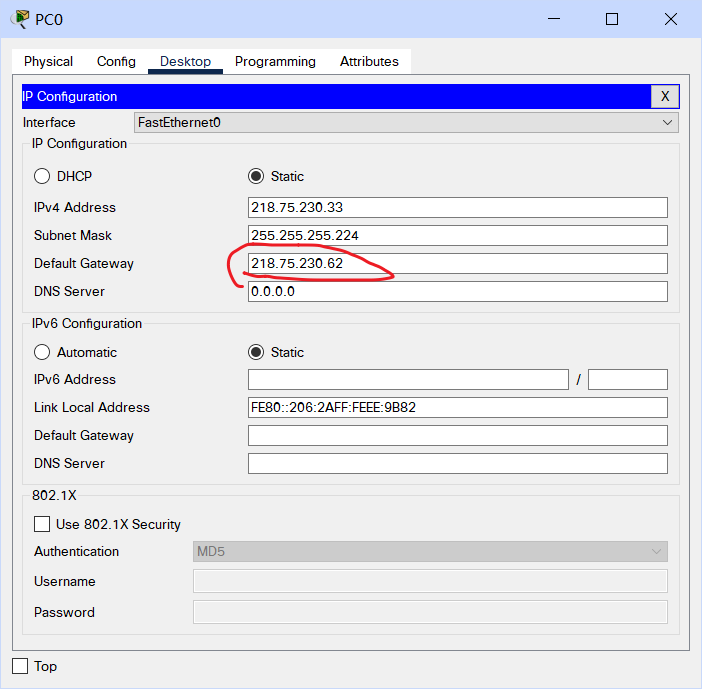 PC0
Physical Config Desktop Programming Attributes
IP Configuration X
Interface FastEthernet0
IP Configuration
DHCP Static
IPv4 Address 218.75.230.33
Subnet Mask 255.255.255.224
Default Gateway 218.75.230.62
DNS Server 0.0.0.0
IPv6 Configuration
Automatic Static
IPv6 Address /
Link Local Address FE80::206:2AFF:FEEE:9B82
Default Gateway
DNS Server
802.1X
Use 802.1X Security
Authentication MD5
Username
Password
Top